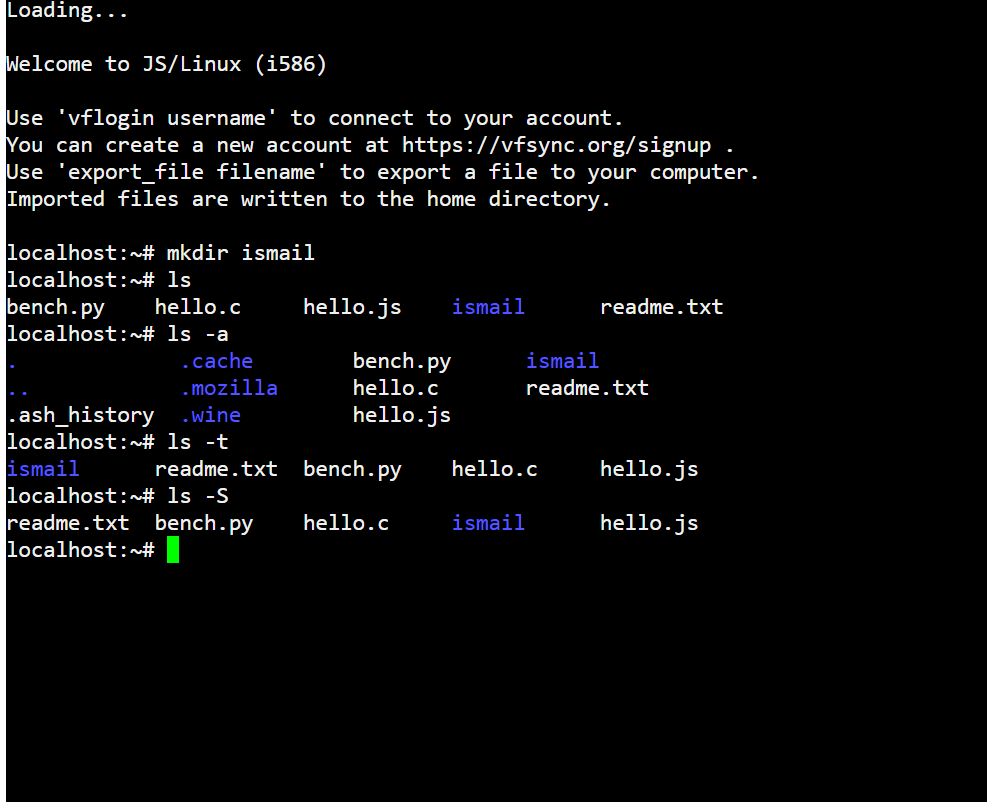 Loading...
Welcome to JS/Linux (i586)
Use 'vflogin username' to connect to your account.
You can create a new account at https://vfsync.org/signup .
Use 'export_file filename' to export a file to your computer.
Imported files are written to the home directory.
localhost:~# mkdir ismail
localhost:~# ls
bench.py    hello.c     hello.js    ismail      readme.txt
localhost:~# ls -a
.             .cache        bench.py      ismail
..            .mozilla      hello.c       readme.txt
.ash_history  .wine         hello.js
localhost:~# ls -t
ismail      readme.txt  bench.py    hello.c     hello.js
localhost:~# ls -S
readme.txt  bench.py    hello.c     ismail      hello.js
localhost:~#